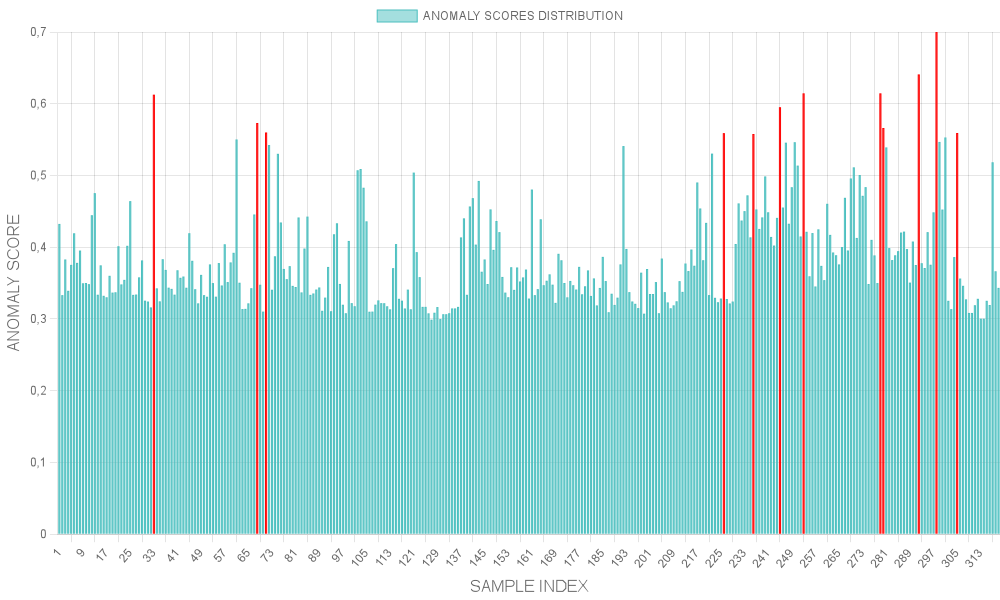 ANOMALY SCORES DISTRIBUTION
0,7
0,6
0,5
0,4
0,3
0,2
0,1
0
ANOMALY SCORE
1 9 17 25 33 41 49 57 65 73 81 89 97 105 113 121 129 137 145 153 161 169 177 185 193 201 209 217 225 233 241 249 257 265 273 281 289 297 305 313
SAMPLE INDEX